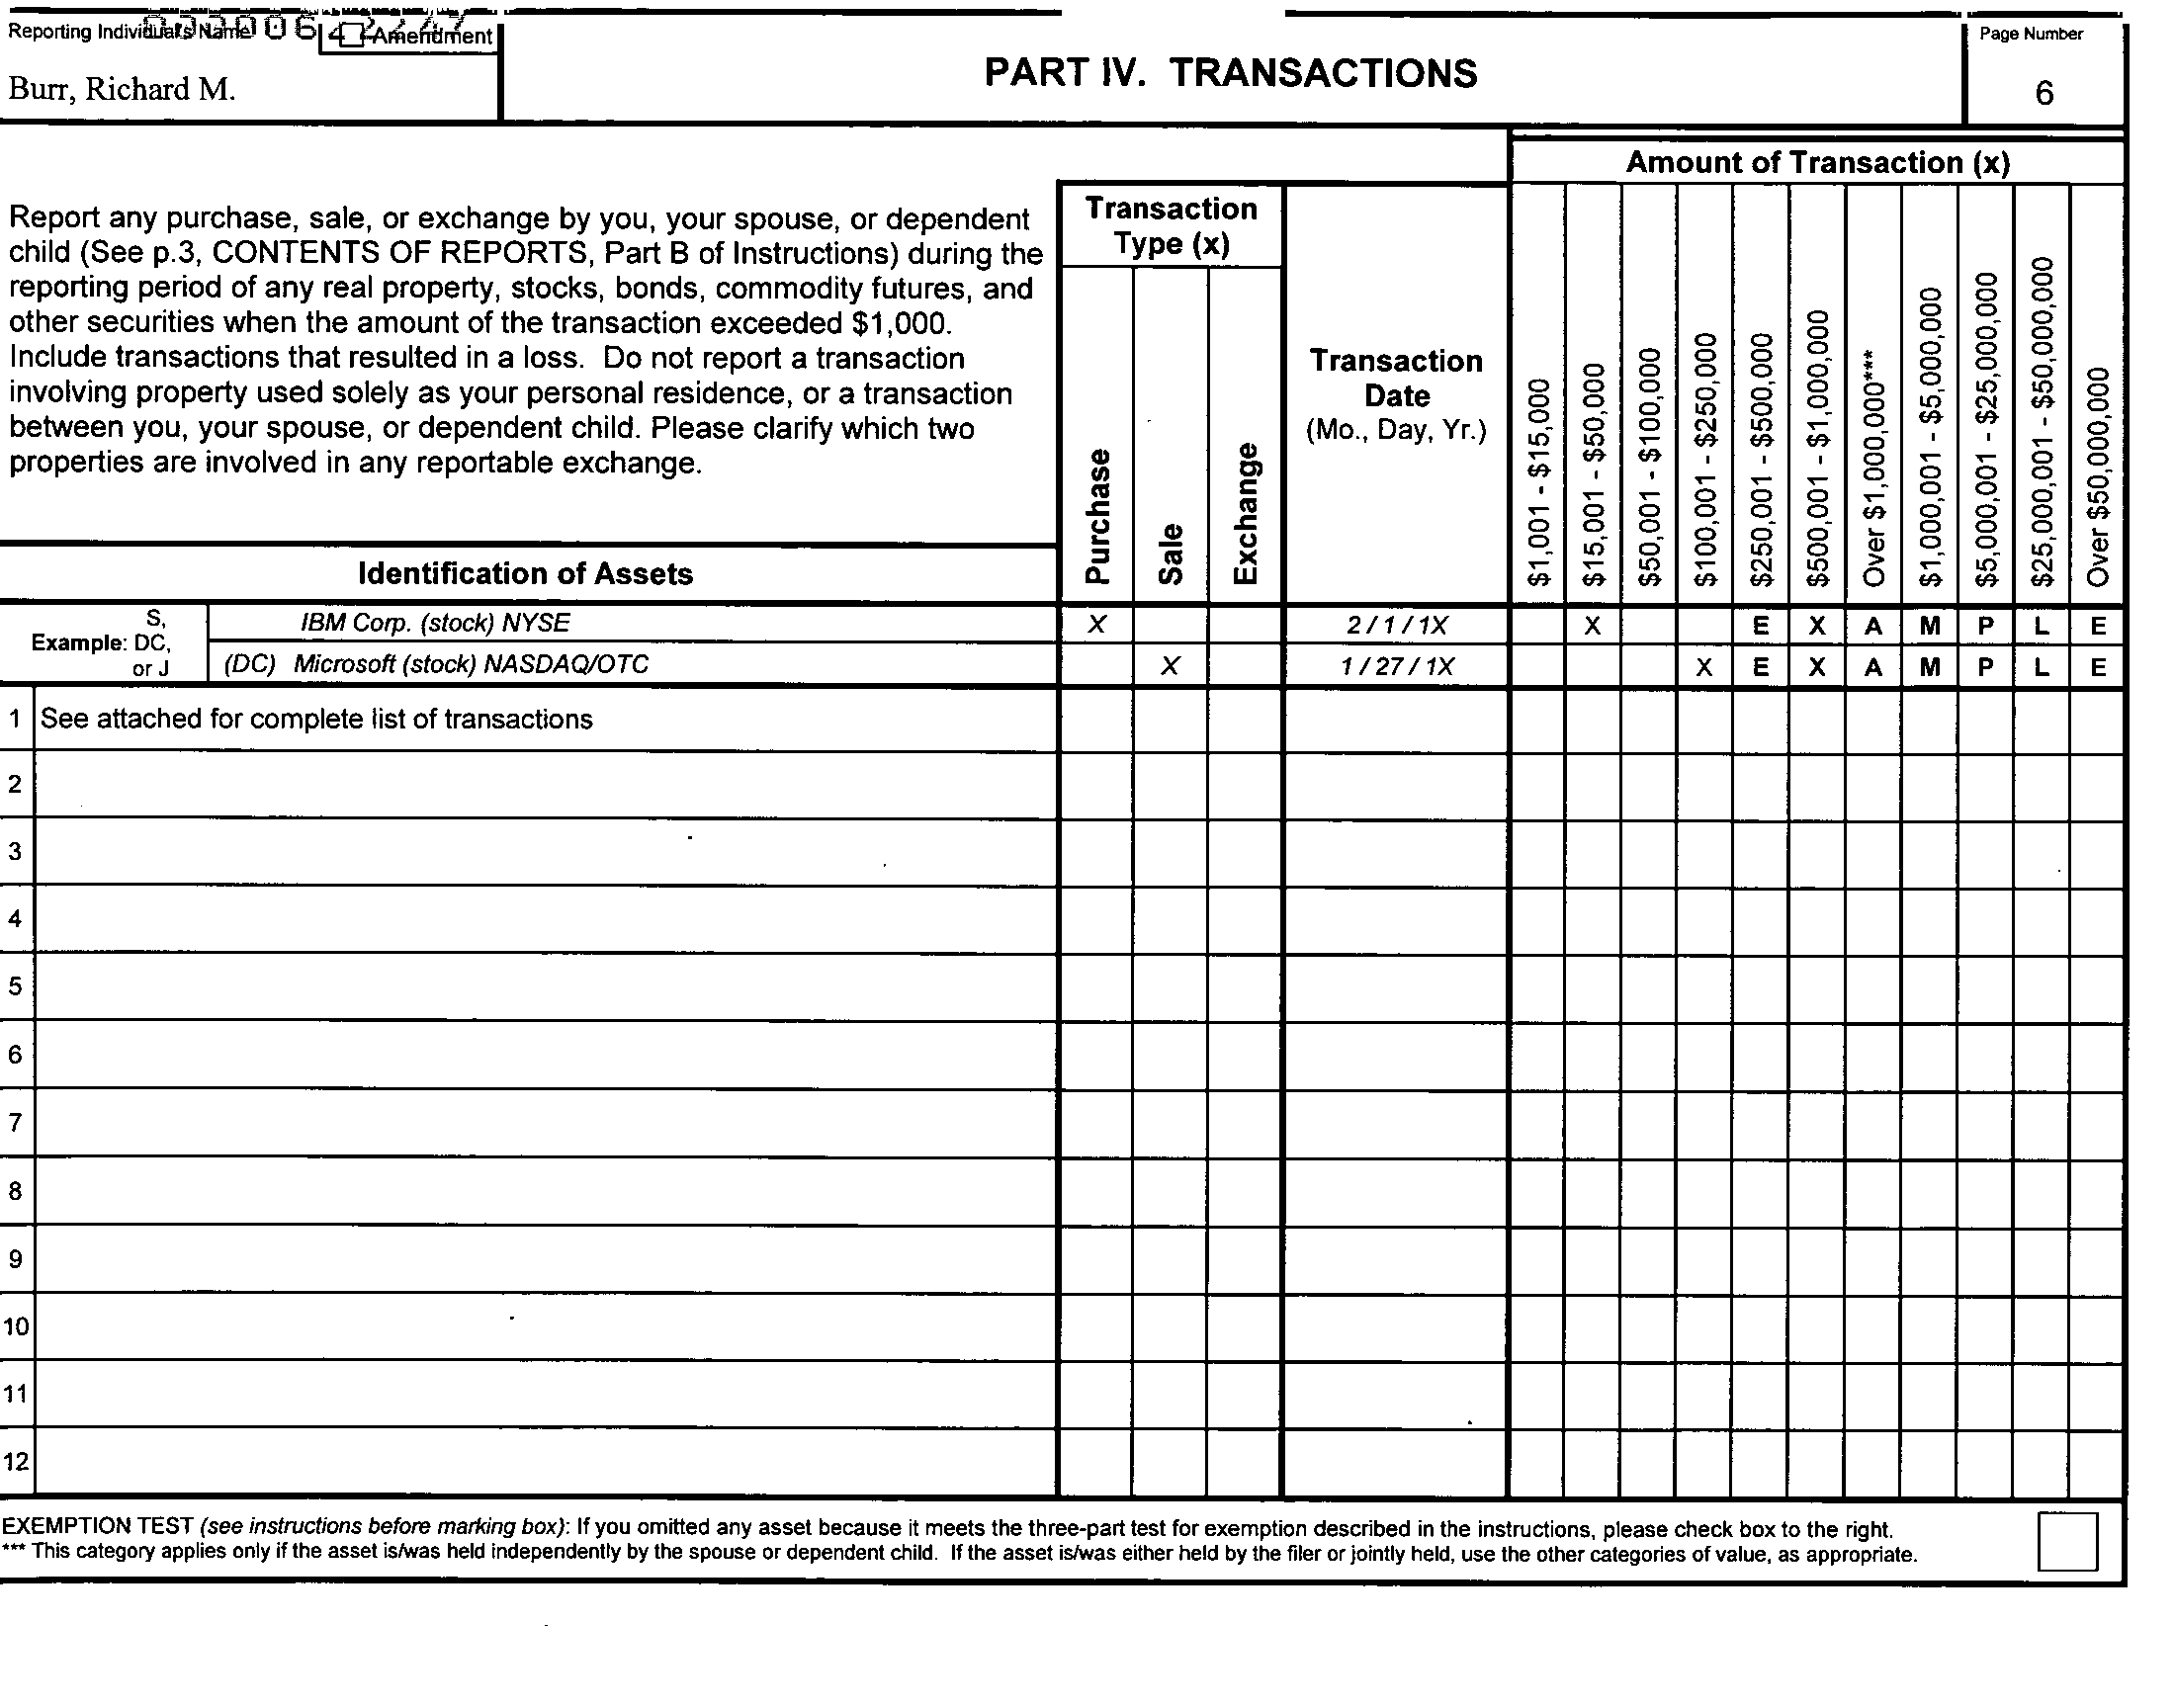 Reporting Individual's Name
Amendment
Burr, Richard M.
PART IV. TRANSACTIONS
Page Number
6
Amount of Transaction (x)
Report any purchase, sale, or exchange by you, your spouse, or dependent
child (See p.3, CONTENTS OF REPORTS, Part B of Instructions) during the
reporting period of any real property, stocks, bonds, commodity futures, and
other securities when the amount of the transaction exceeded $1,000.
Include transactions that resulted in a loss. Do not report a transaction
involving property used solely as your personal residence, or a transaction
between you, your spouse, or dependent child. Please clarify which two
properties are involved in any reportable exchange.
Transaction
Type (x)
Purchase
Sale
Exchange
Transaction
Date
(Mo., Day, Yr.)
$1,001 - $15,000
$15,001 - $50,000
$50,001 - $100,000
$100,001 - $250,000
$250,001 - $500,000
$500,001 - $1,000,000
Over $1,000,000***
$1,000,001 - $5,000,000
$5,000,001 - $25,000,000
$25,000,001 - $50,000,000
Over $50,000,000
Identification of Assets
S,
Example: DC,
or J
IBM Corp. (stock) NYSE X 2 / 1 / 1X X E X A M P L E
(DC) Microsoft (stock) NASDAQ/OTC X 1 / 27 / 1X X E X A M P L E
1 See attached for complete list of transactions
2
3
4
5
6
7
8
9
10
11
12
EXEMPTION TEST (see instructions before marking box): If you omitted any asset because it meets the three-part test for exemption described in the instructions, please check box to the right.
*** This category applies only if the asset is/was held independently by the spouse or dependent child. If the asset is/was either held by the filer or jointly held, use the other categories of value, as appropriate.